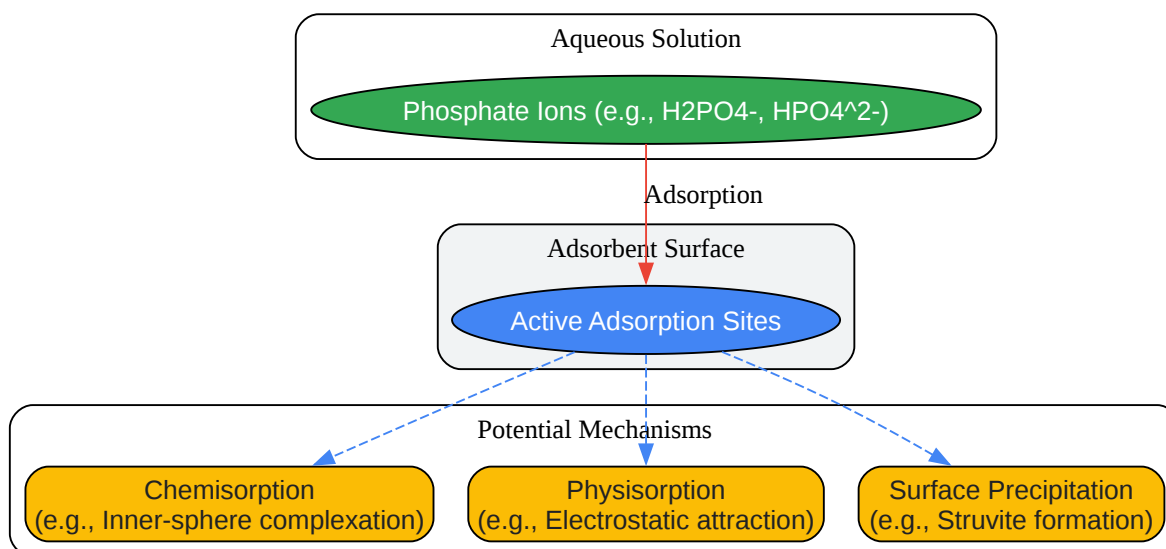 Aqueous Solution
Phosphate Ions (e.g., H2PO4-, HPO4^2-)
Adsorption
Adsorbent Surface
Active Adsorption Sites
Potential Mechanisms
Chemisorption
(e.g., Inner-sphere complexation)
Physisorption
(e.g., Electrostatic attraction)
Surface Precipitation
(e.g., Struvite formation)